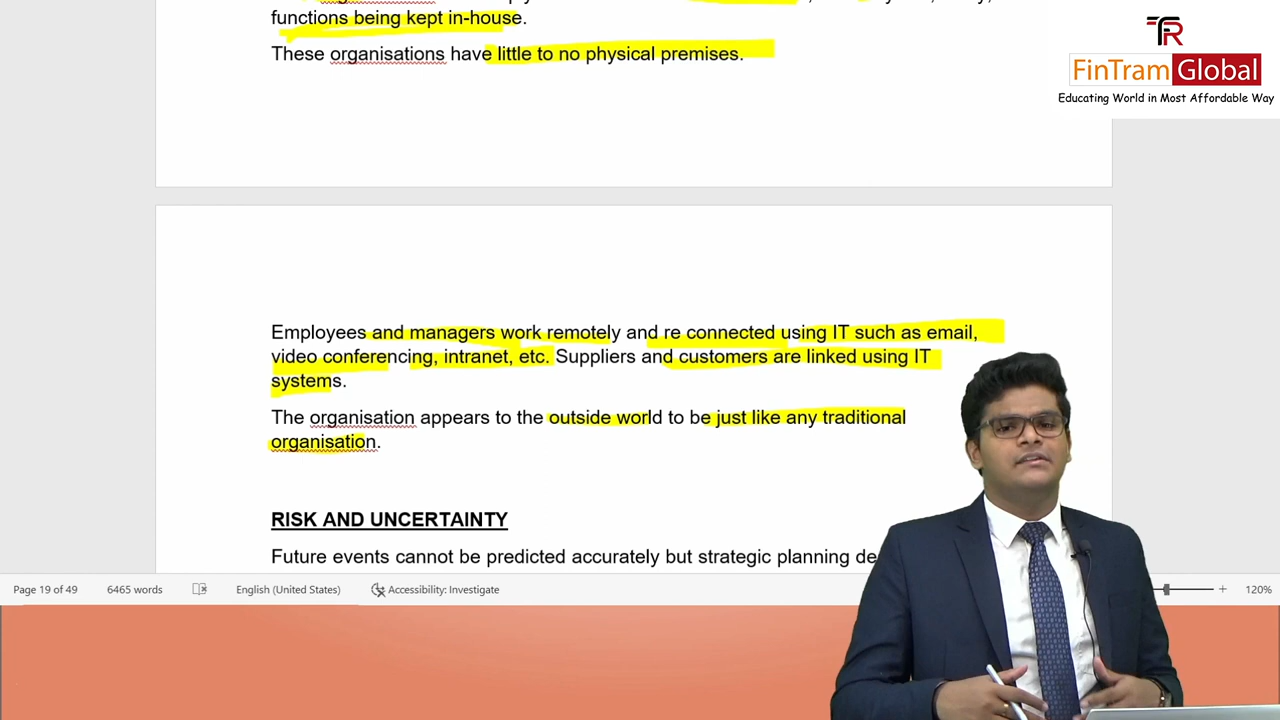 functions being kept in-house.
These organisations have little to no physical premises.
TR
FinTram Global
Educating World in Most Affordable Way
Employees and managers work remotely and re connected using IT such as email,
video conferencing, intranet, etc. Suppliers and customers are linked using IT
systems.
The organisation appears to the outside world to be just like any traditional
organisation.
RISK AND UNCERTAINTY
Future events cannot be predicted accurately but strategic planning de
Page 19 of 49 6465 words English (United States) Accessibility: Investigate 120%